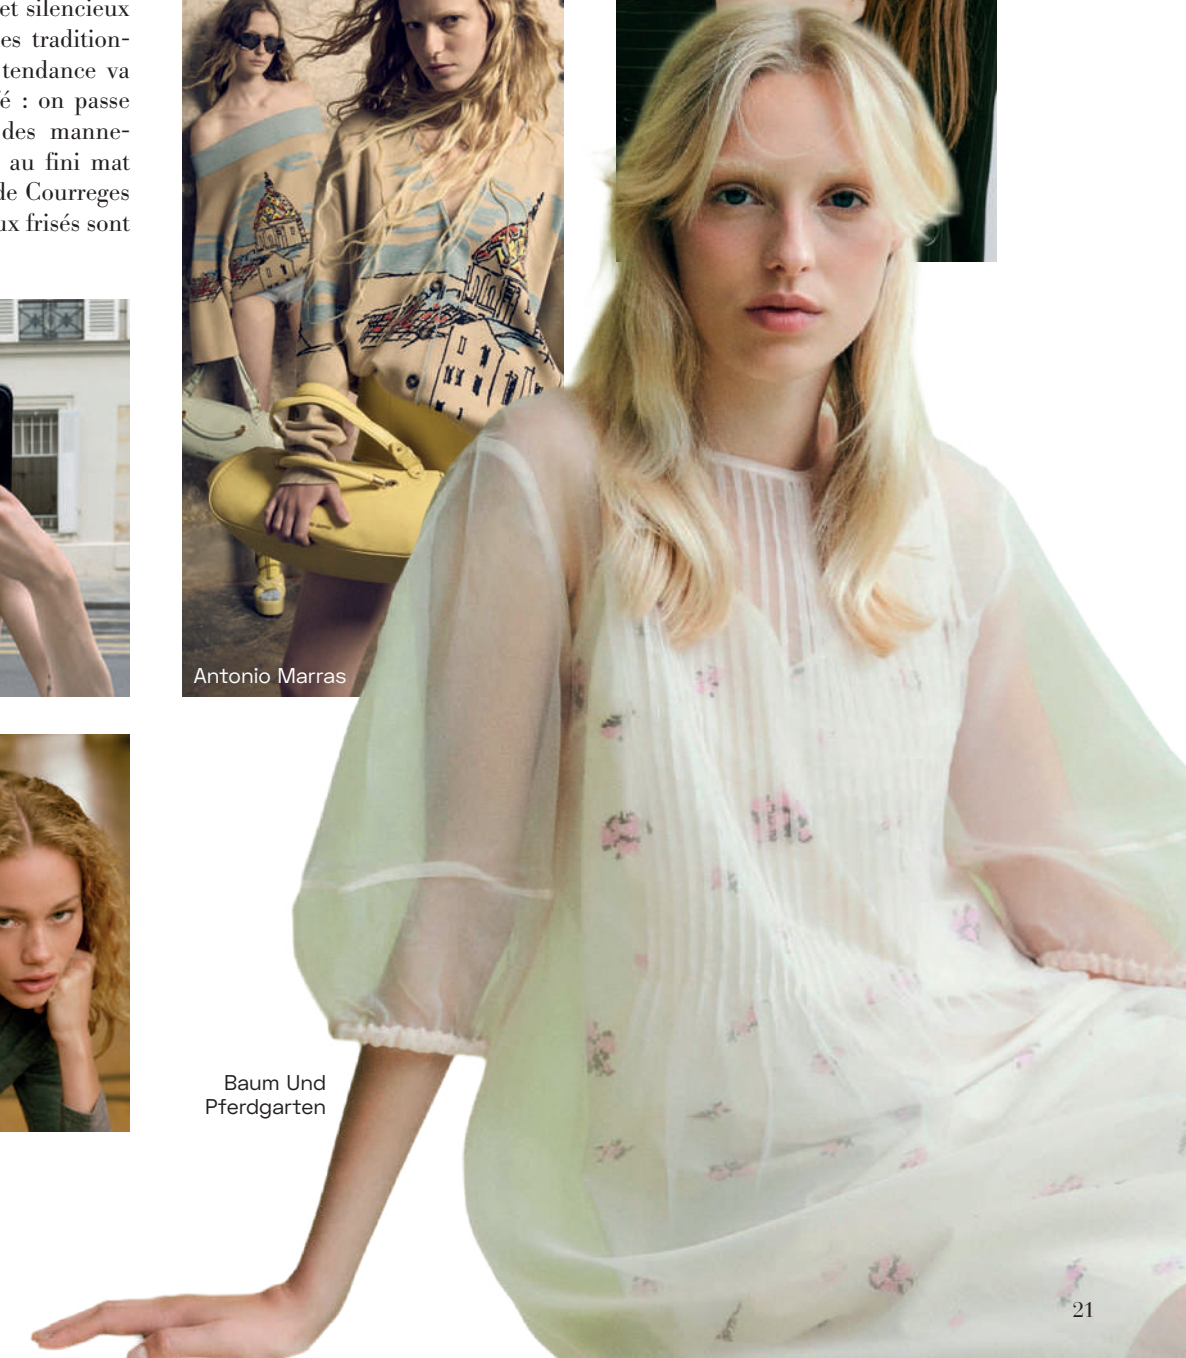 et silencieux
es tradition-
tendance va
é : on passe
des manne-
au fini mat
de Courreges
ux frisés sont
Antonio Marras
Baum Und
Pferdgarten
21